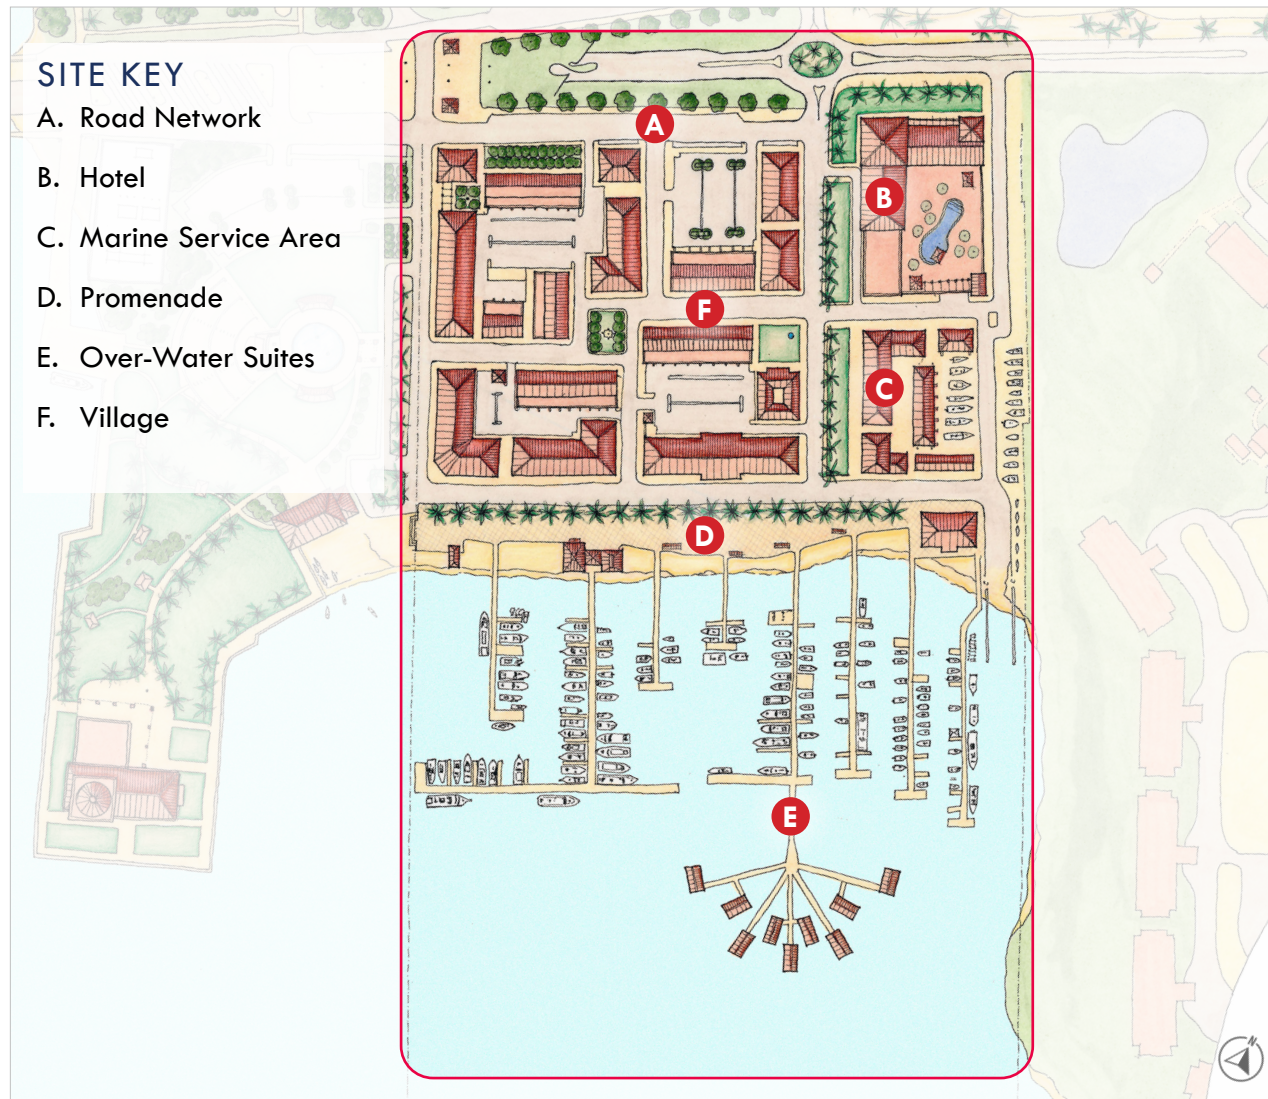 SITE KEY
A. Road Network
B. Hotel
C. Marine Service Area
D. Promenade
E. Over-Water Suites
F. Village
A
B
F
C
D
E
N